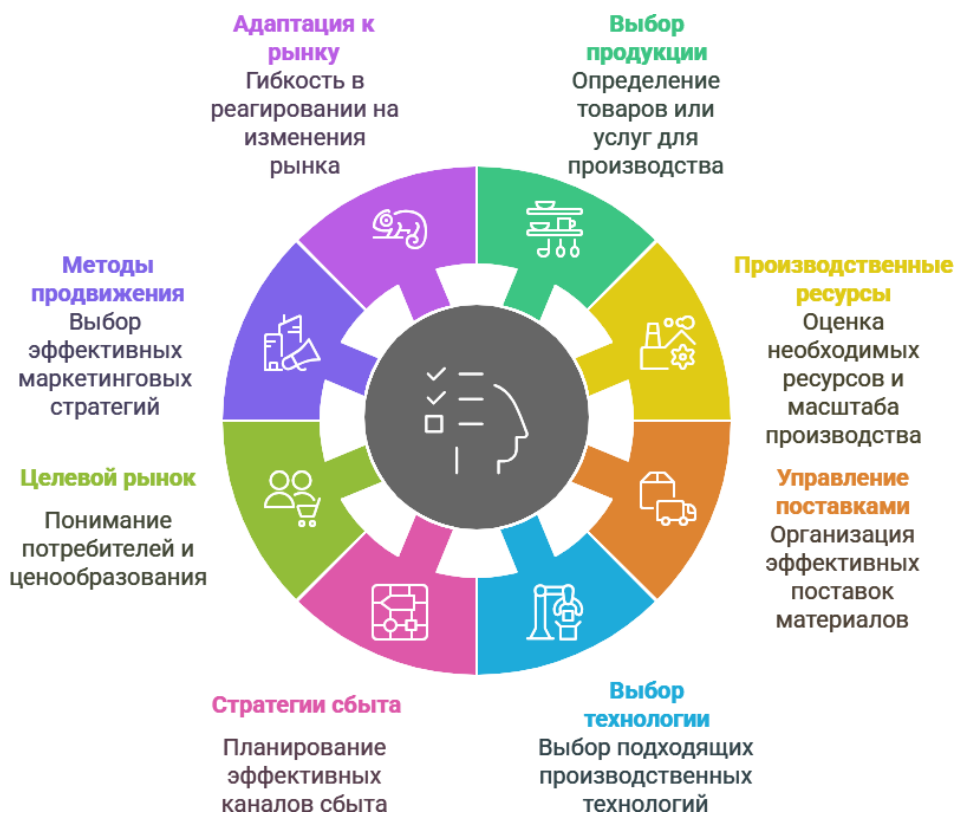 Адаптация к
рынку
Гибкость в
реагировании на
изменения
рынка
Выбор
продукции
Определение
товаров или
услуг для
производства
Методы
продвижения
Выбор
эффективных
маркетинговых
стратегий
Производственные
ресурсы
Оценка
необходимых
ресурсов и
масштаба
производства
Целевой рынок
Понимание
потребителей и
ценообразования
Управление
поставками
Организация
эффективных
поставок
материалов
Стратегии сбыта
Планирование
эффективных
каналов сбыта
Выбор
технологии
Выбор подходящих
производственных
технологий